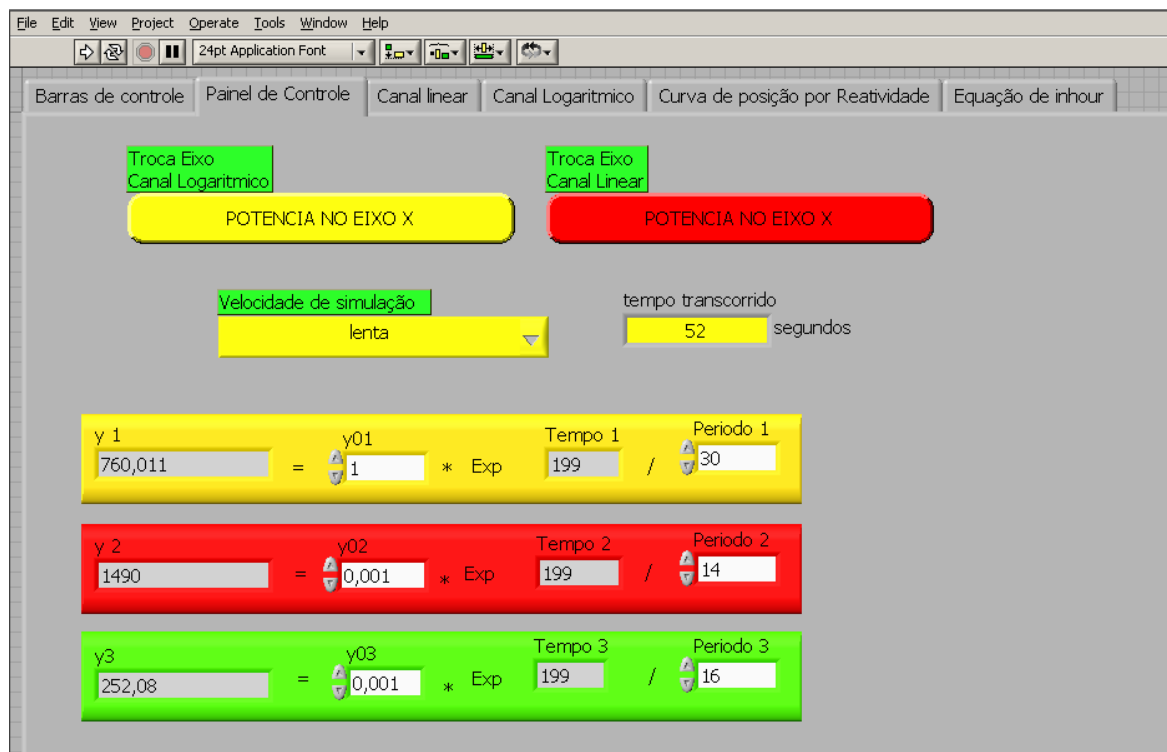 File Edit View Project Operate Tools Window Help
24pt Application Font
Barras de controle Painel de Controle Canal linear Canal Logaritmico Curva de posição por Reatividade Equação de inhour
Troca Eixo
Canal Logaritmico
POTENCIA NO EIXO X
Troca Eixo
Canal Linear
POTENCIA NO EIXO X
Velocidade de simulação
lenta
tempo transcorrido
52 segundos
y 1 y01 Tempo 1 Periodo 1
760,011 = 1 * Exp 199 / 30
y 2 y02 Tempo 2 Periodo 2
1490 = 0,001 * Exp 199 / 14
y3 y03 Tempo 3 Periodo 3
252,08 = 0,001 * Exp 199 / 16